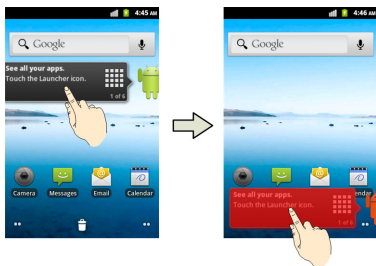 4:45 AM
Google
See all your apps.
Touch the Launcher icon.
1 of 6
Camera
Messages
Email
Calendar
4:46 AM
Google
See all your apps.
Touch the Launcher icon.
1 of 6